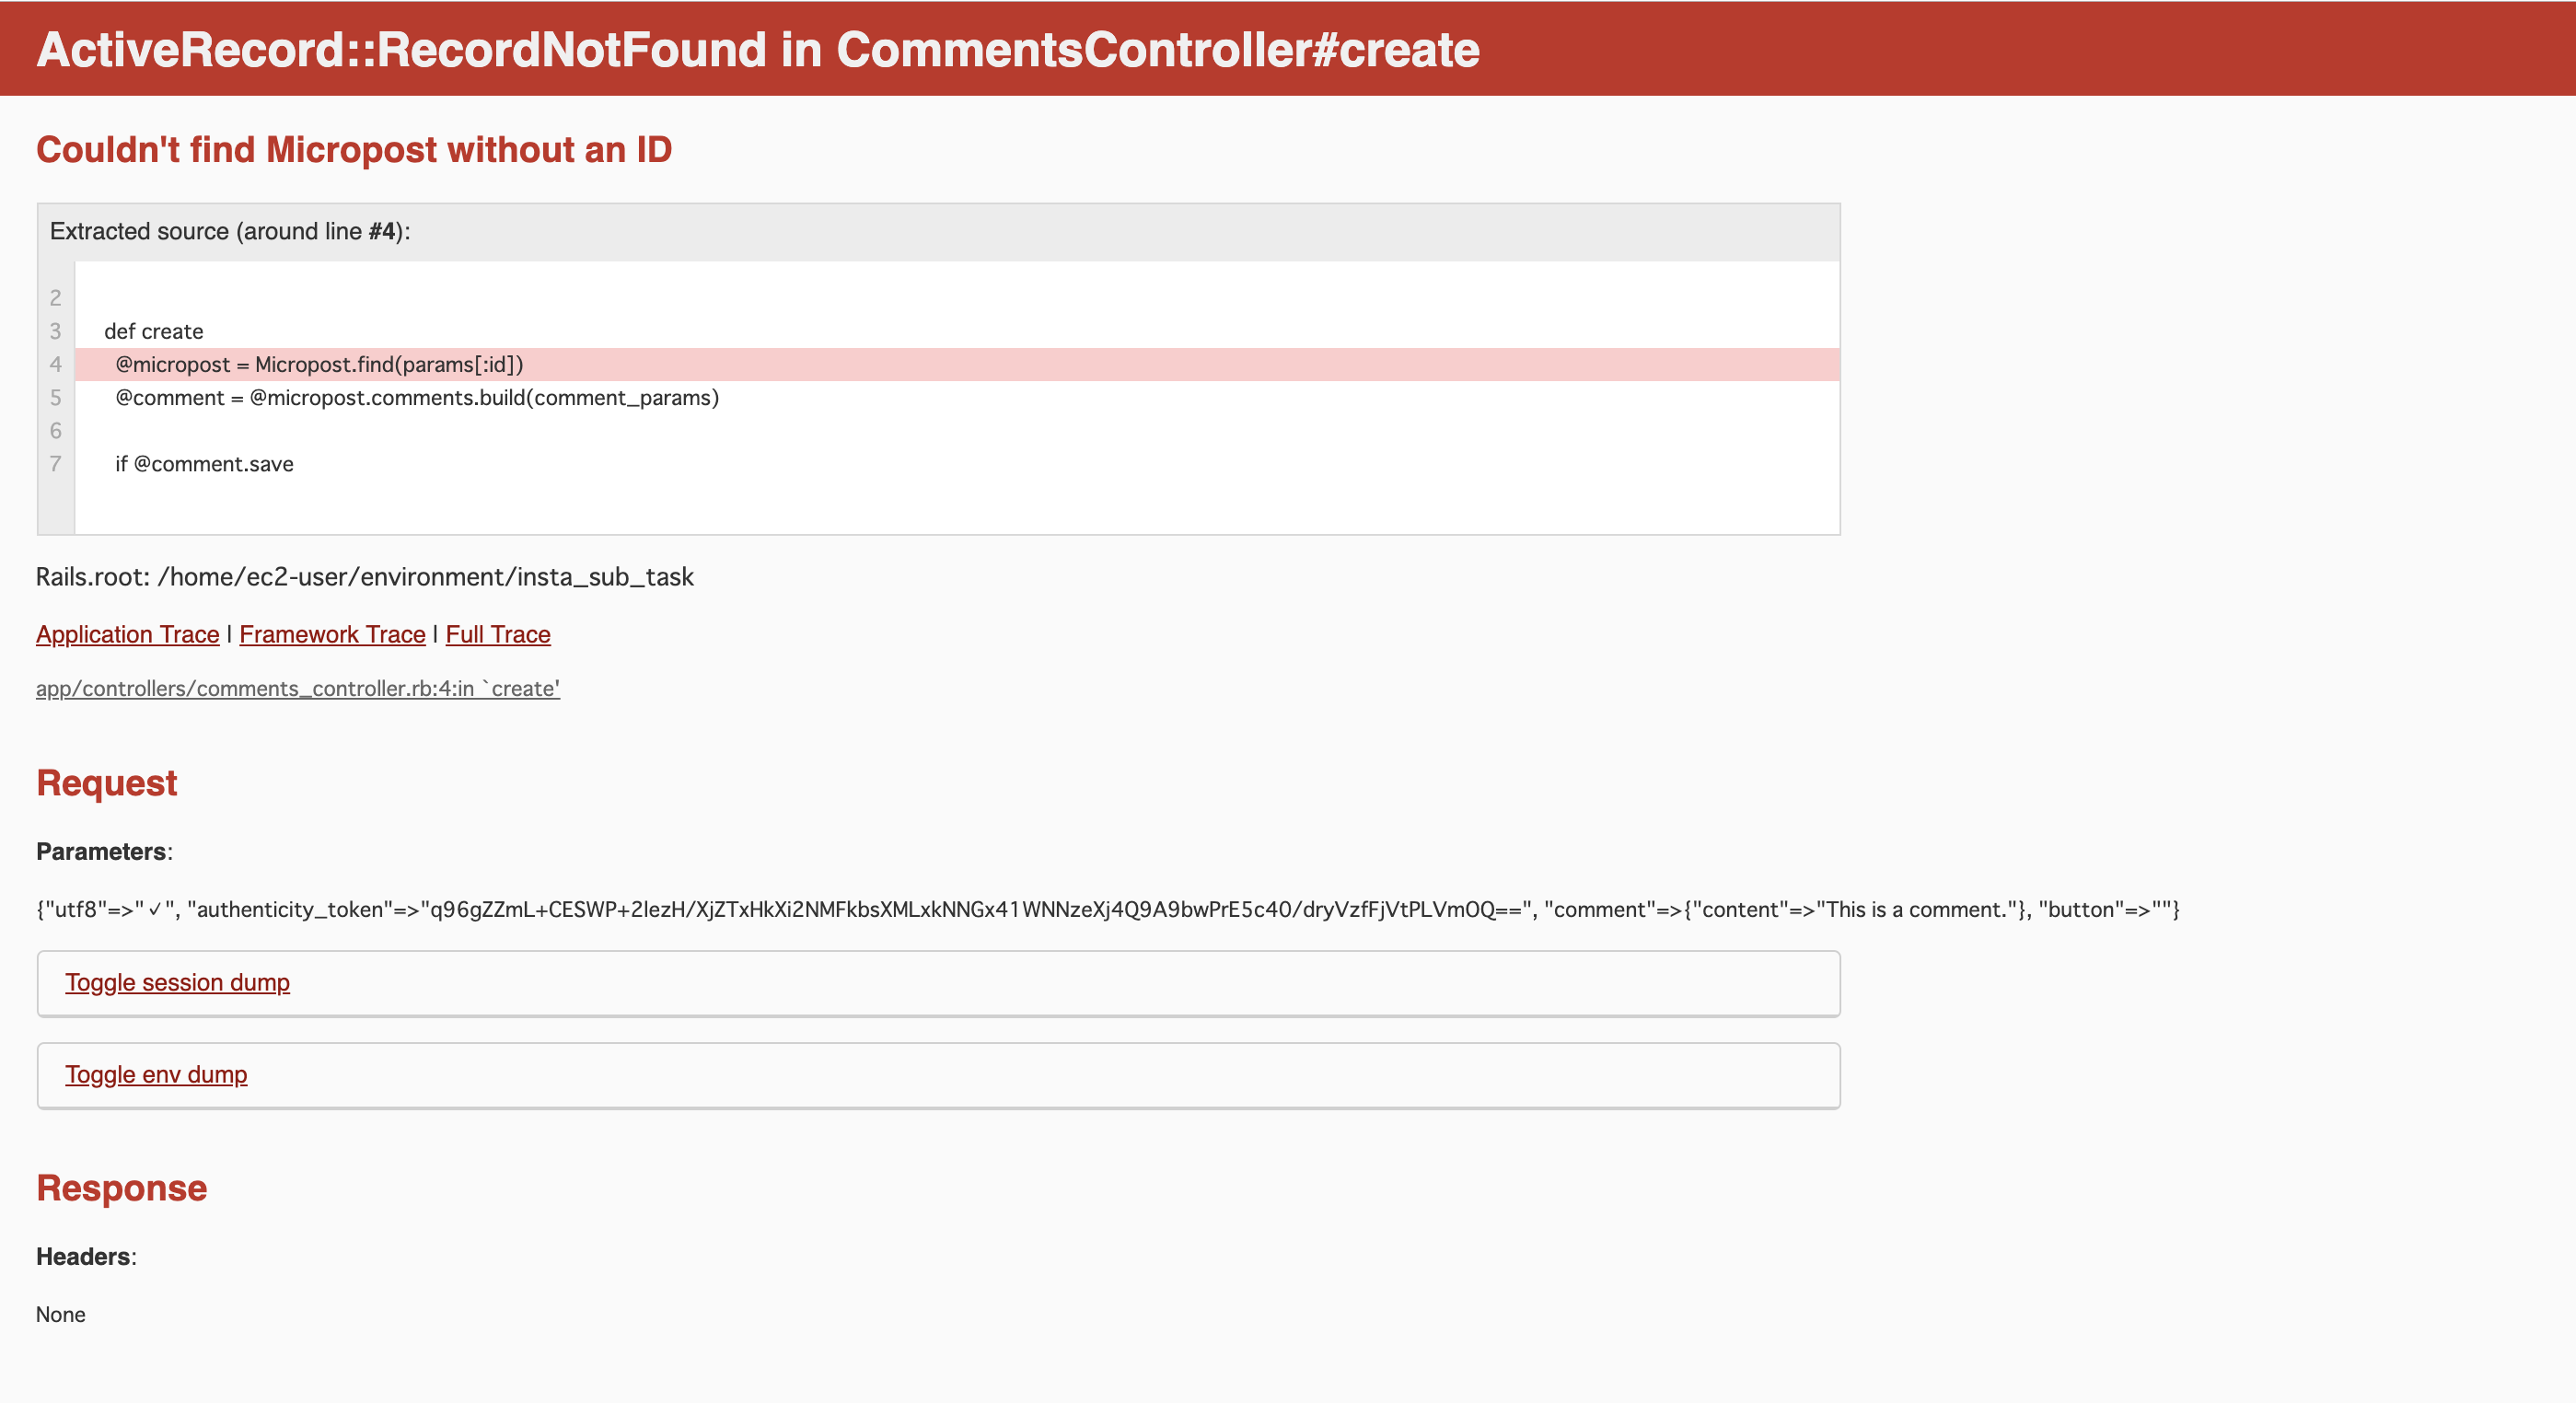 ActiveRecord::RecordNotFound in CommentsController#create
Couldn't find Micropost without an ID
Extracted source (around line #4):
2
3 def create
4 @micropost = Micropost.find(params[:id])
5 @comment = @micropost.comments.build(comment_params)
6
7 if @comment.save
Rails.root: /home/ec2-user/environment/insta_sub_task
Application Trace | Framework Trace | Full Trace
app/controllers/comments_controller.rb:4:in `create'
Request
Parameters:
{"utf8"=>"✓", "authenticity_token"=>"q96gZZmL+CESWP+2lezH/XjZTxHkXi2NMFkbsXMLxkNNGx41WNNzeXj4Q9A9bwPrE5c40/dryVzfFjVtPLVmOQ==", "comment"=>{"content"=>"This is a comment."}, "button"=>""}
Toggle session dump
Toggle env dump
Response
Headers:
None